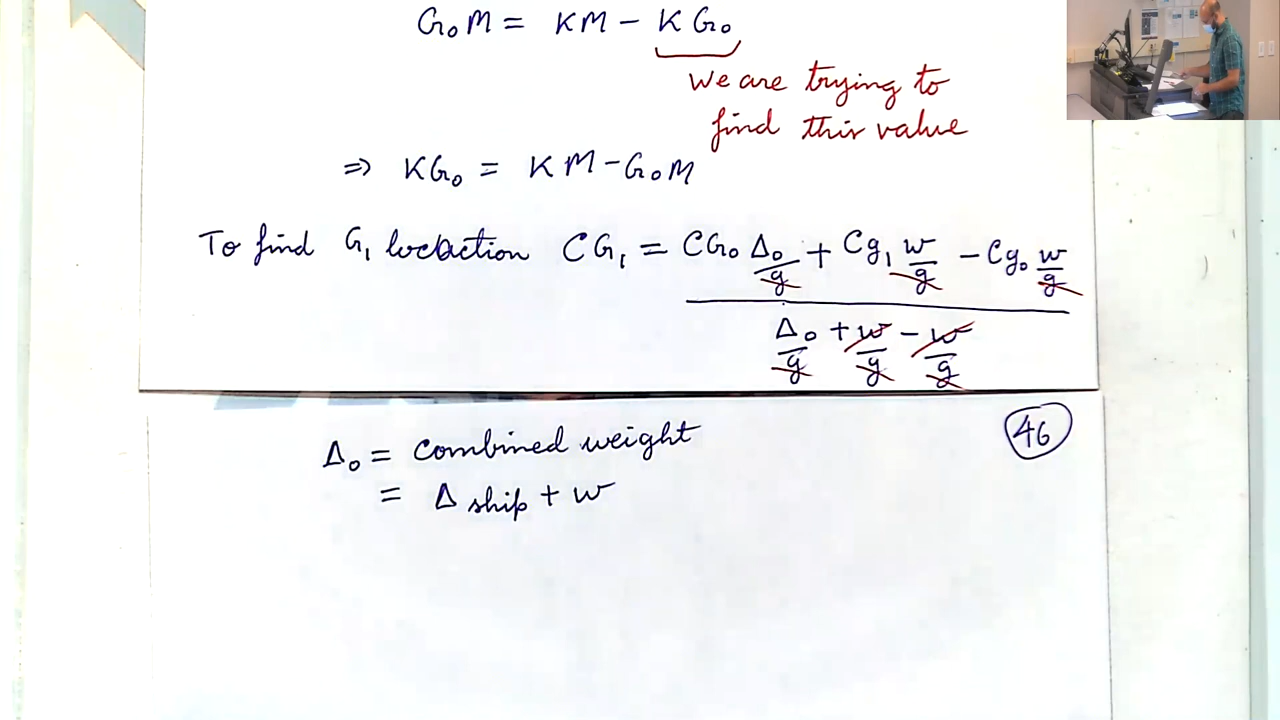 G₀M = KM - KG₀
We are trying to
find this value
⇒ KG₀ = KM - G₀M
To find G₁ location CG₁ = CG₀ Δ₀/g + Cg₁ w/g - Cg₀ w/g
Δ₀/g + w/g - w/g
46
Δ₀ = combined weight
= Δ ship + w